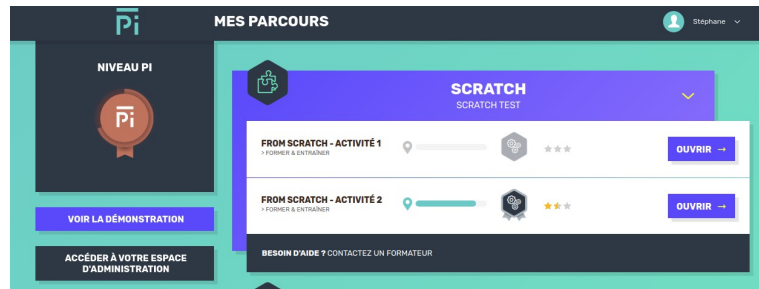 Pi
MES PARCOURS
Stéphane
NIVEAU PI
Pi
VOIR LA DÉMONSTRATION
ACCÉDER À VOTRE ESPACE
D'ADMINISTRATION
SCRATCH
SCRATCH TEST
FROM SCRATCH - ACTIVITÉ 1
> FORMER & ENTRAÎNER
OUVRIR →
FROM SCRATCH - ACTIVITÉ 2
> FORMER & ENTRAÎNER
OUVRIR →
BESOIN D'AIDE ? CONTACTEZ UN FORMATEUR